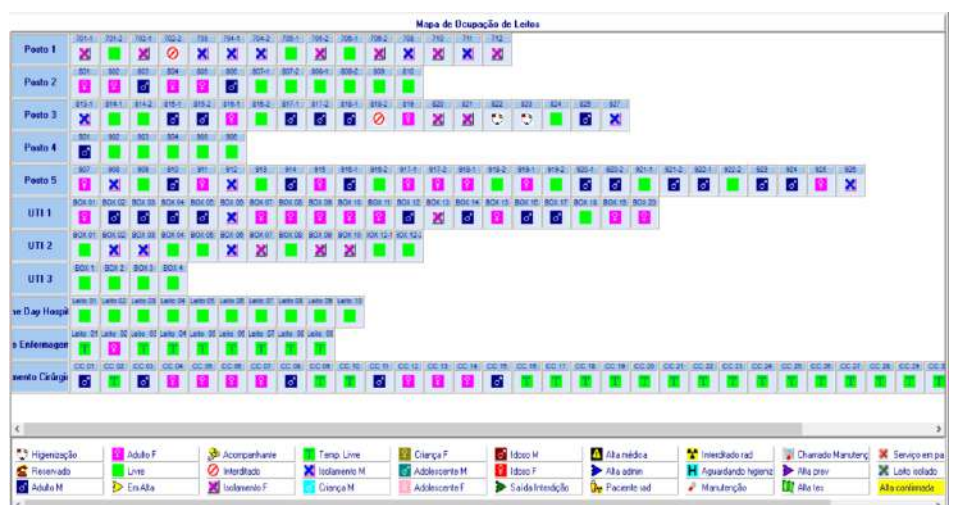 Mapa de Ocupação de Leitos
701-1 701-2 702-1 702-2 703 704-1 704-2 705-1 705-2 706-1 706-2 708 710 711 712
Posto 1
801 802 803 804 805 806 807-1 807-2 808-1 808-2 809 810
Posto 2
813-1 814-1 814-2 815-1 815-2 816-1 816-2 817-1 817-2 818-1 818-2 819 820 821 822 823 824 825 827
Posto 3
Posto 4
907 908 909 910 911 912 913 914 915 916-1 916-2 917-1 917-2 918-1 918-2 919-1 919-2 920-1 920-2 921-1 921-2 922-1 922-2 923 924 925
Posto 5
BOX 01 BOX 02 BOX 03 BOX 04 BOX 05 BOX 06 BOX 07 BOX 08 BOX 09 BOX 10 BOX 11 BOX 12 BOX 13 BOX 14 BOX 15 BOX 16 BOX 17 BOX 18
UTI 1
BOX 01 BOX 02 BOX 03 BOX 04 BOX 05 BOX 06 BOX 07 BOX 08 BOX 09 BOX 10
UTI 2
BOX 1 BOX 2 BOX 3 BOX 4
UTI 3
Leito 01 Leito 02 Leito 03 Leito 04 Leito 05 Leito 06 Leito 07 Leito 08 Leito 09 Leito 10
ne Day Hospit
Leito 01 Leito 02 Leito 03 Leito 04 Leito 05 Leito 06 Leito 07 Leito 08
o Enfermagen
CC 01 CC 02 CC 03 CC 04 CC 05 CC 06 CC 07 CC 08 CC 09 CC 10 CC 11 CC 12 CC 13 CC 14 CC 15 CC 16 CC 17 CC 18 CC 19 CC 20 CC 21 CC 22 CC 23 CC 24 CC 25 CC 26 CC 27 CC 28 CC 29
mento Cirúrgi
Higienização Adulto F Acompanhante Temp. Livre Criança F Idoso M Alta médica Interditado rad Chamado Manutenç Serviço em pa
Reservado Livre Interditado Isolamento M Adolescente M Idoso F Alta admin Aguardando higieniz Alta prev Leito isolado
Adulto M Em Alta Isolamento F Criança M Adolescente F Saída Interdição Paciente rad Manutenção Alta tes Alta confirmada